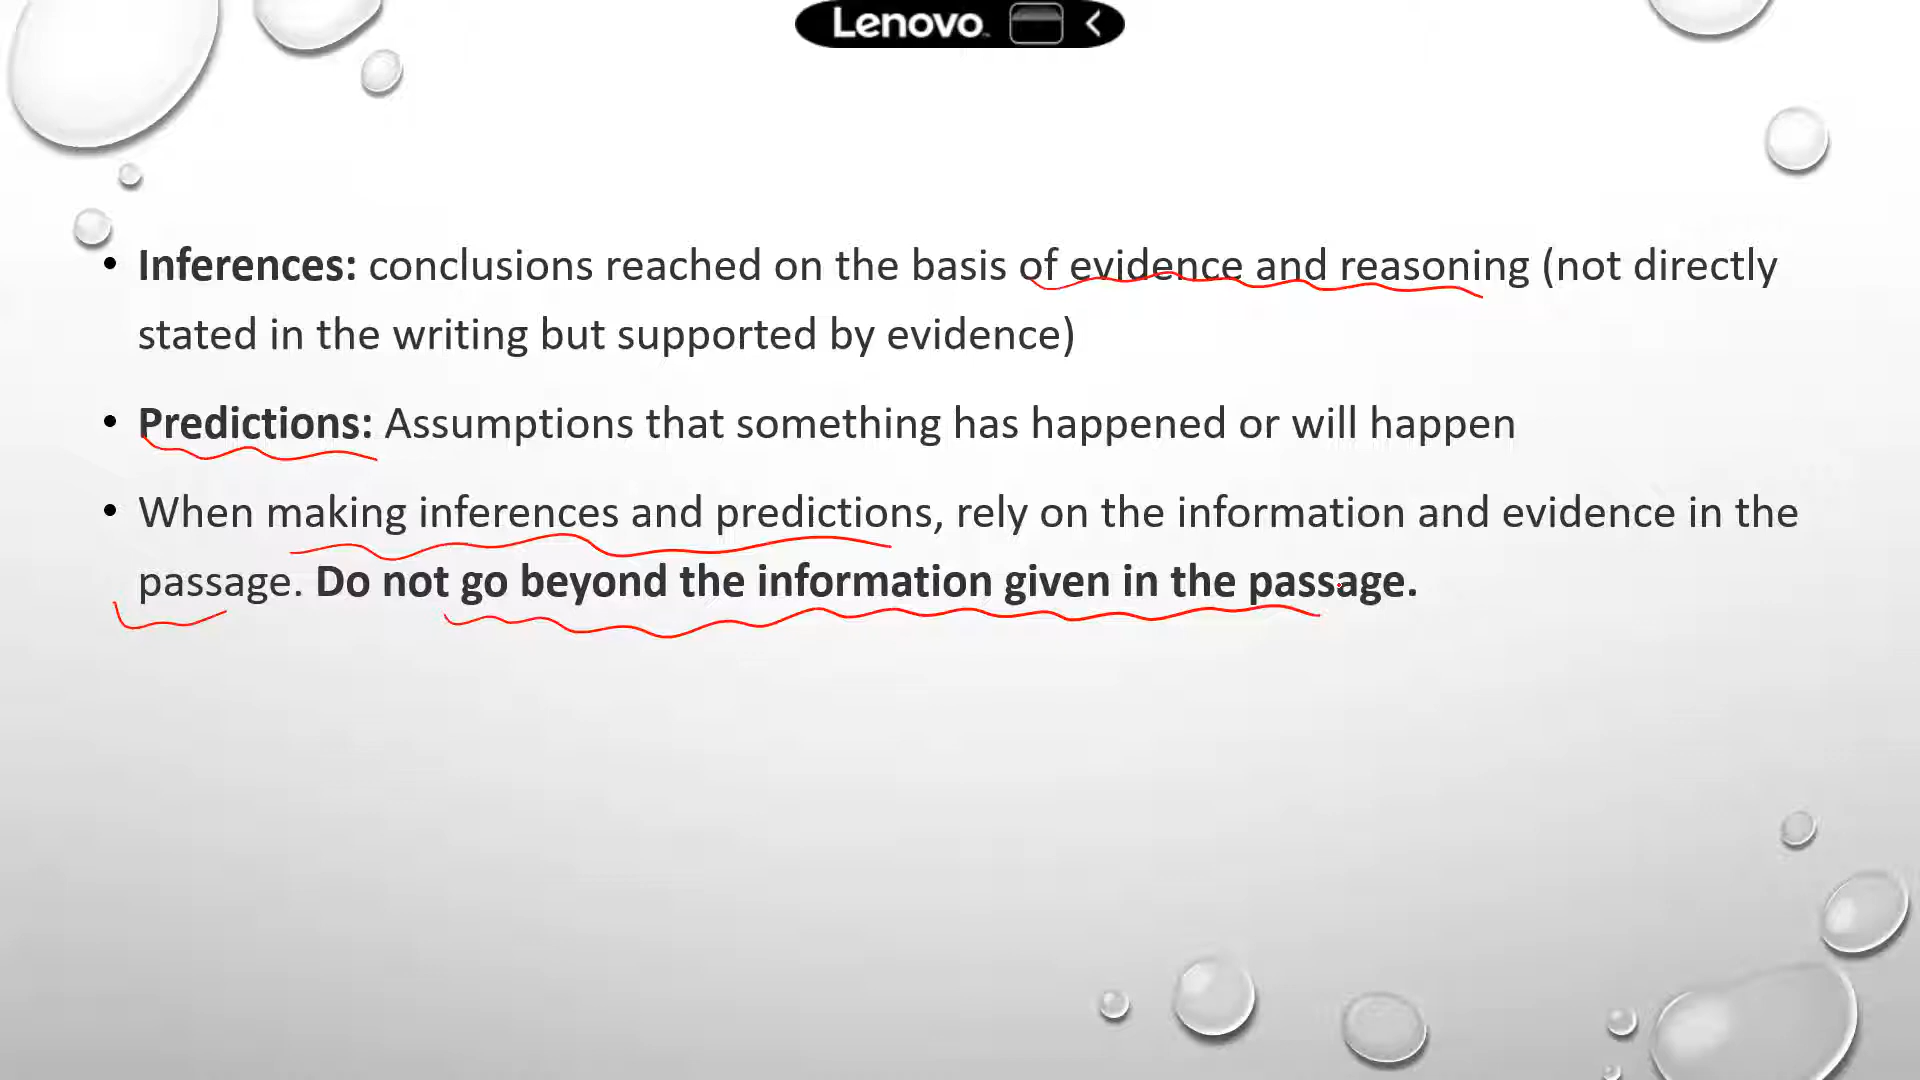 Lenovo
• Inferences: conclusions reached on the basis of evidence and reasoning (not directly
stated in the writing but supported by evidence)
• Predictions: Assumptions that something has happened or will happen
• When making inferences and predictions, rely on the information and evidence in the
passage. Do not go beyond the information given in the passage.